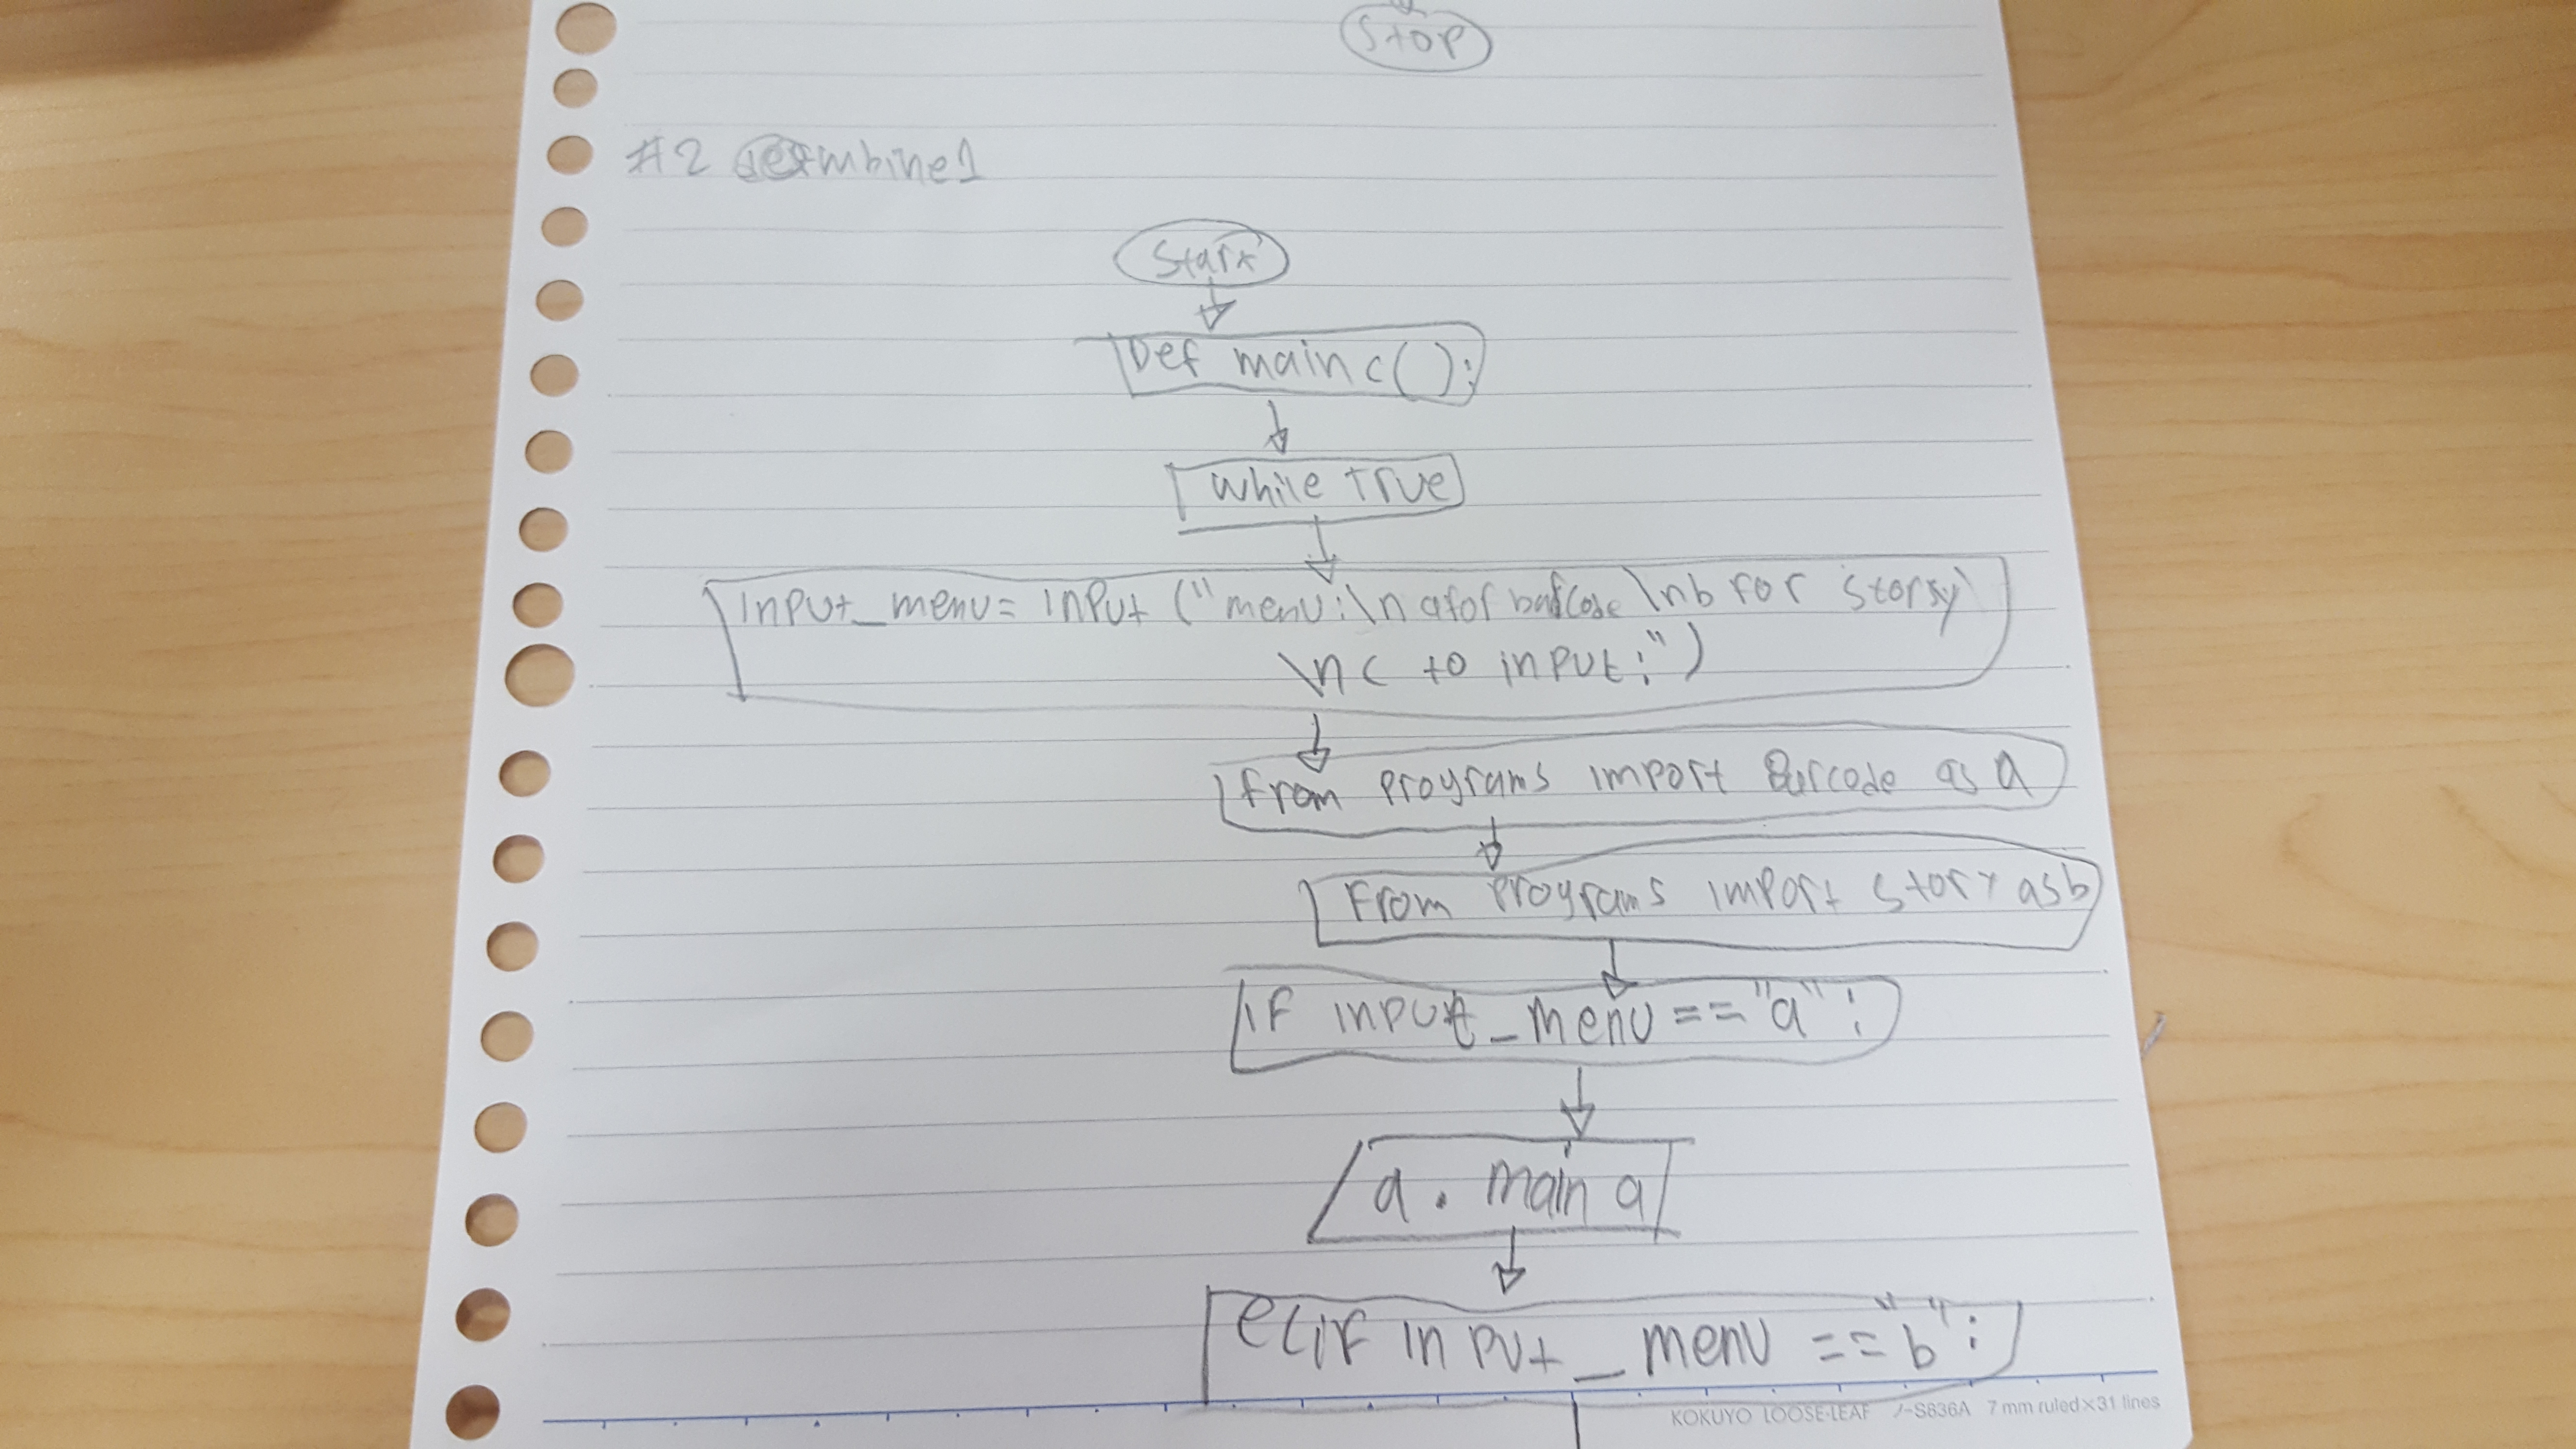 Stop
#2
Start
Def main c():
while true
input_menu= input ("menu:\n a for barcode \nb for story
\n c to input:")
from programs import Barcode as a
From programs import story as b
if input_menu == "a":
a. main a
elif input_menu == "b":
KOKUYO LOOSE-LEAF ノ-S836A 7 mm ruled×31 lines